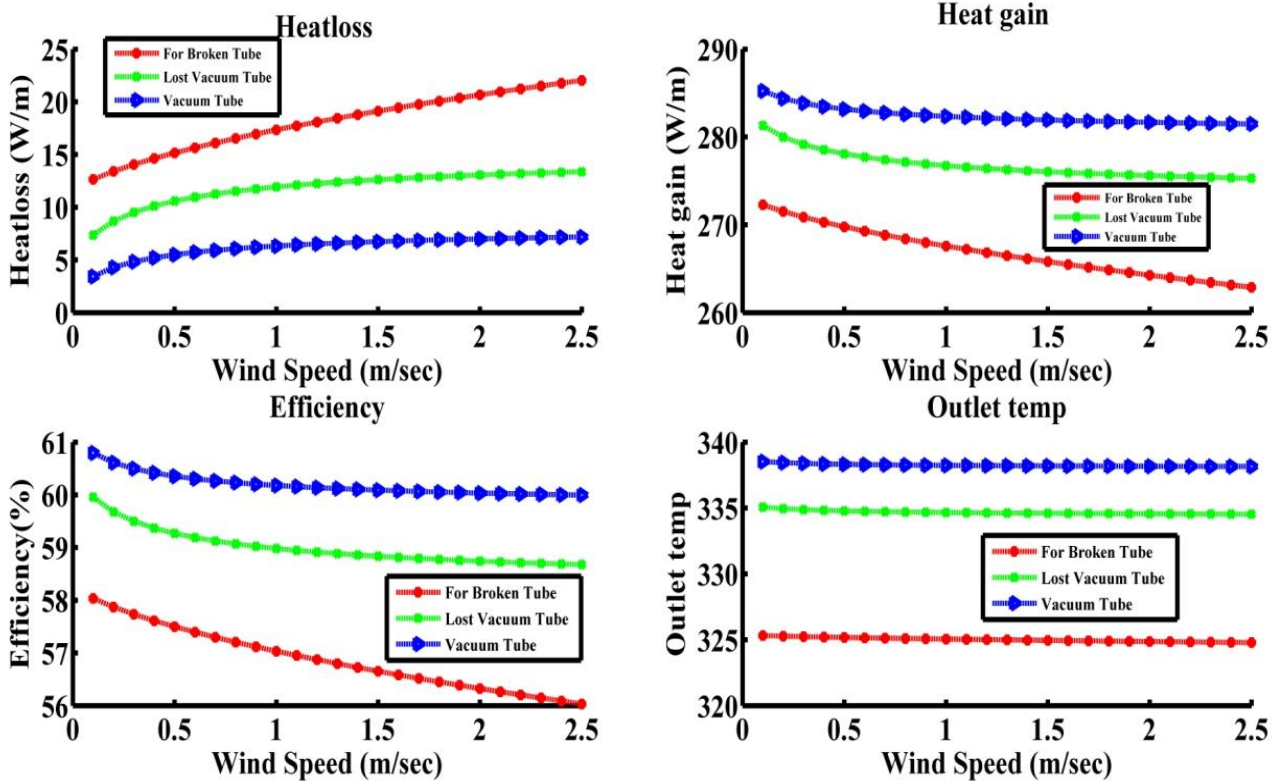 Heatloss
Heatloss (W/m)
25
20
15
10
5
0
For Broken Tube
Lost Vacuum Tube
Vacuum Tube
0 0.5 1 1.5 2 2.5
Wind Speed (m/sec)
Heat gain
Heat gain (W/m)
290
280
270
260
For Broken Tube
Lost Vacuum Tube
Vacuum Tube
0 0.5 1 1.5 2 2.5
Wind Speed (m/sec)
Efficiency
Efficiency(%)
61
60
59
58
57
56
For Broken Tube
Lost Vacuum Tube
Vacuum Tube
0 0.5 1 1.5 2 2.5
Wind Speed (m/sec)
Outlet temp
Outlet temp
340
335
330
325
320
For Broken Tube
Lost Vacuum Tube
Vacuum Tube
0 0.5 1 1.5 2 2.5
Wind Speed (m/sec)